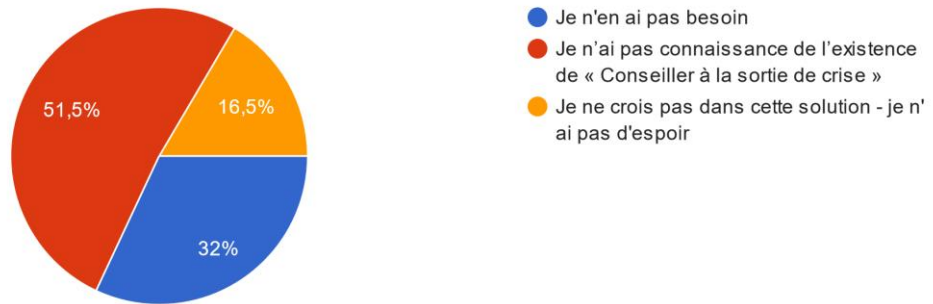 51,5%
16,5%
32%
Je n'en ai pas besoin
Je n’ai pas connaissance de l’existence
de « Conseiller à la sortie de crise »
Je ne crois pas dans cette solution - je n'
ai pas d'espoir